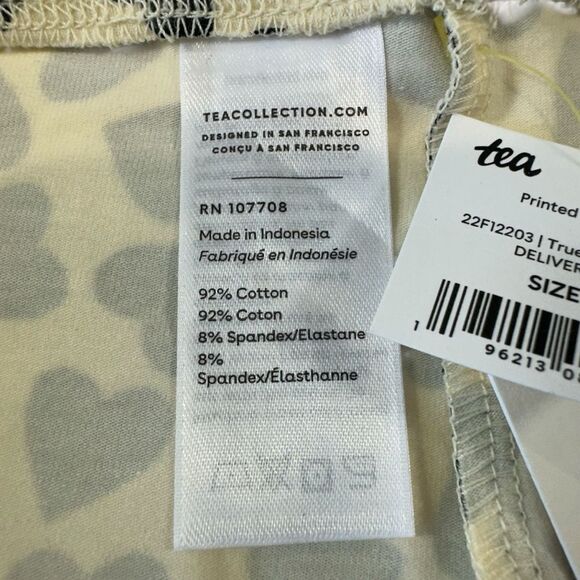 TEACOLLECTION.COM
DESIGNED IN SAN FRANCISCO
CONÇU À SAN FRANCISCO
RN 107708
Made in Indonesia
Fabriqué en Indonésie
92% Cotton
92% Coton
8% Spandex/Elastane
8%
Spandex/Élasthanne
tea
Printed
22F12203 | True
DELIVER
SIZE
1 96213 0